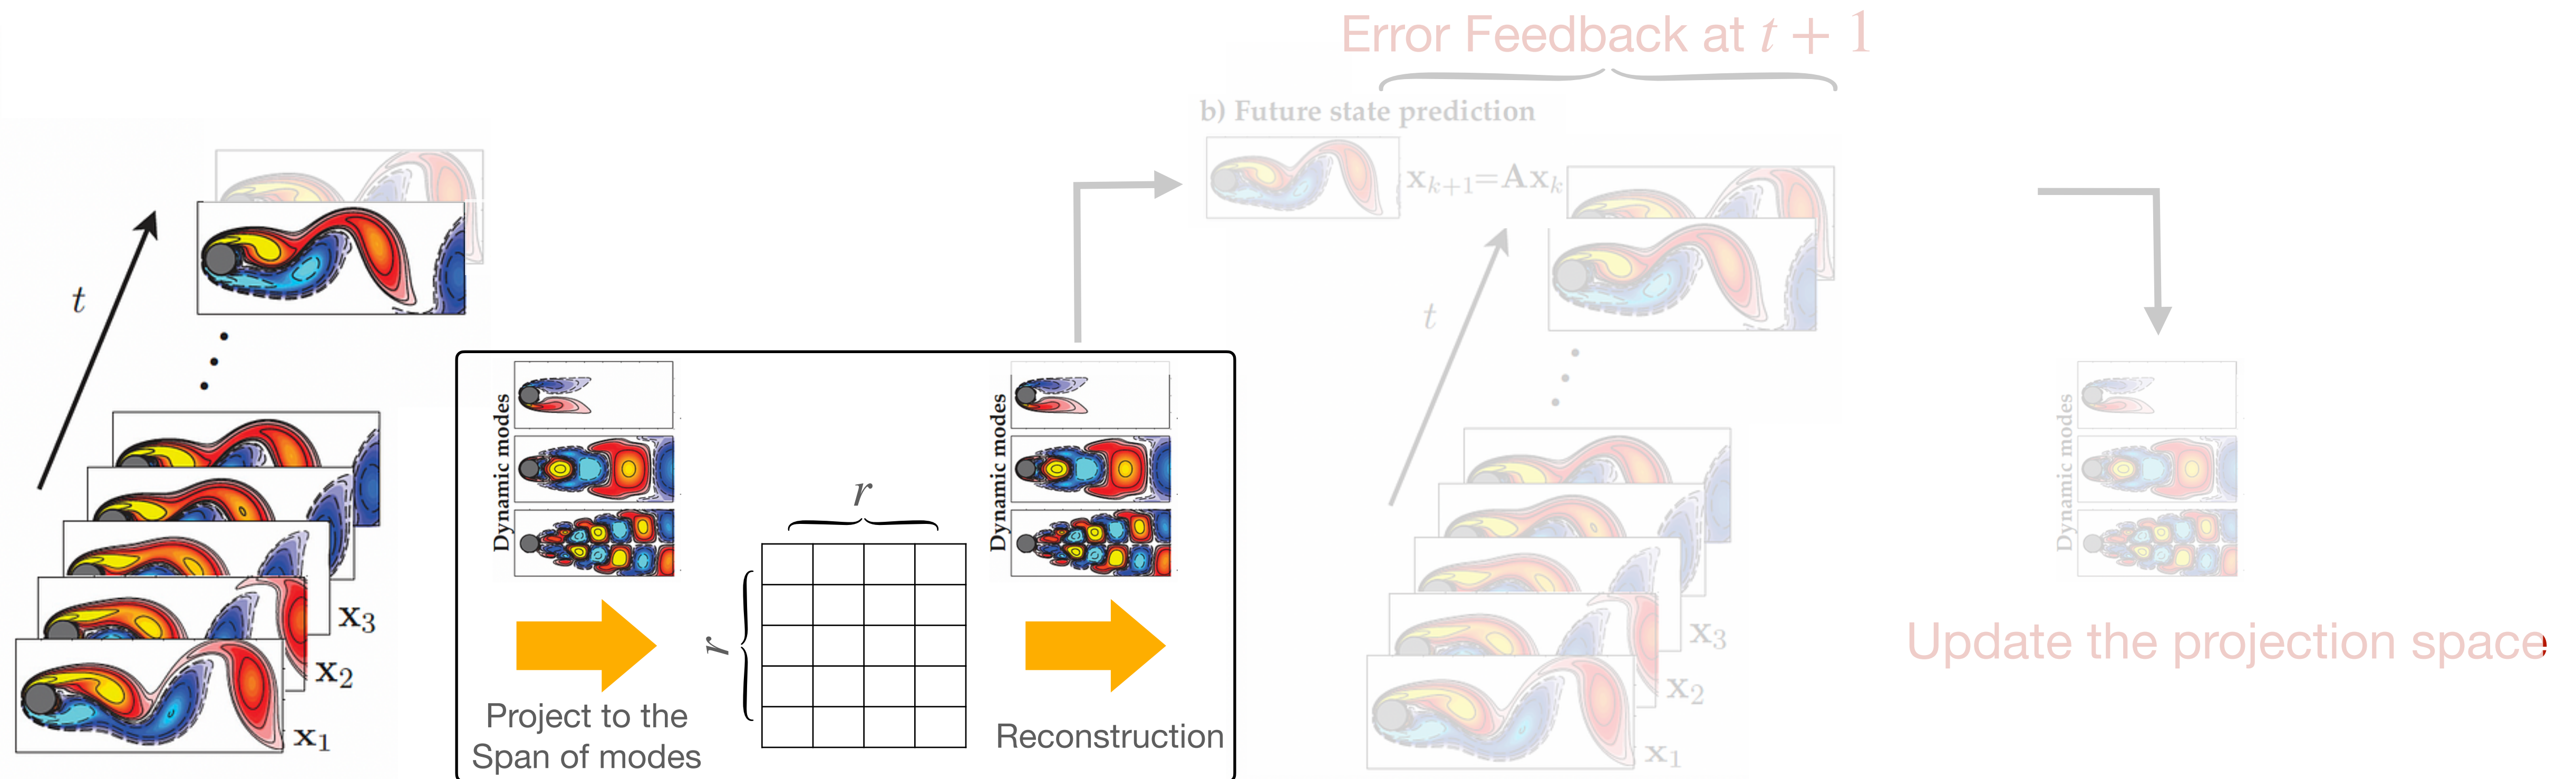 Error Feedback at t + 1
b) Future state prediction
x_{k+1}=Ax_k
t
x3
x2
x1
Dynamic modes
r
r
Project to the
Span of modes
Dynamic modes
Reconstruction
t
x3
x2
x1
Dynamic modes
Update the projection space